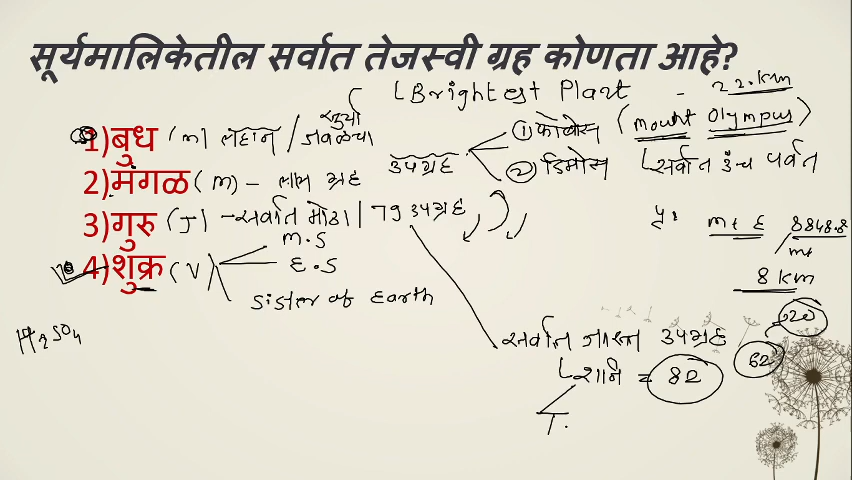 सूर्यमालिकेतील सर्वात तेजस्वी ग्रह कोणता आहे?
Brightest Plant - 22.km
1)बुध (m) लहान / जवळचा
① फोबोस (mount Olympus)
उपग्रह
② डिमोस सर्वात उंच पर्वत
2)मंगळ (m) - लाल ग्रह
3)गुरु (J) - सर्वात मोठा | 79 उपग्रह
पृ: mt E 8848.8 mt
8 km
4)शुक्र (V)
m.S
E.S
Sister of Earth
H2SO4
सर्वात जास्त उपग्रह
शनि = 82
62
20
T.